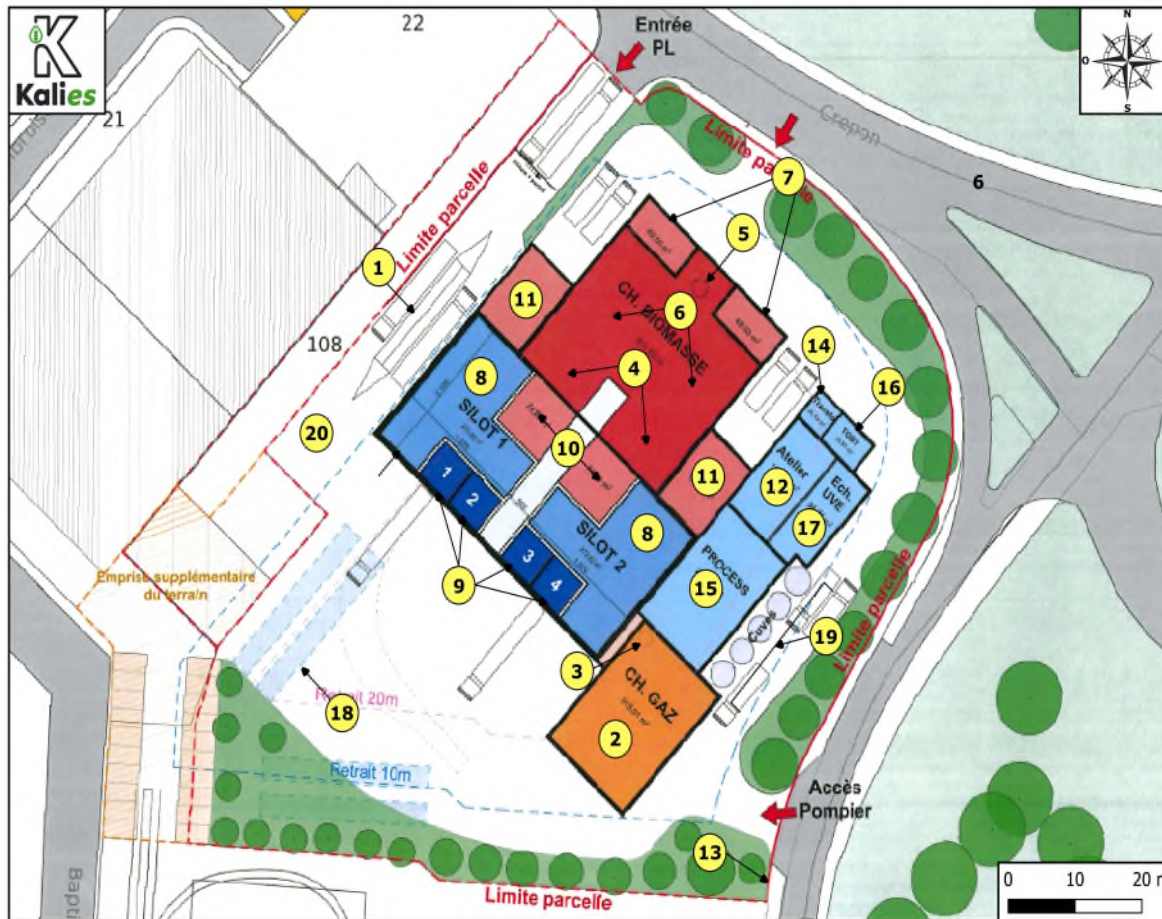 Kalies
22
Entrée
PL
N
O
E
S
21
Crepon
Limite parcelle
6
7
5
Limite parcelle
1
11
CH. BIOMASSE
6
108
14
4
16
8
Transfo
TGBT
SILOT 1
20
10
11
Atelier
12
Ech.
UVE
17
1
2
8
SILOT 2
3
4
PROCESS
15
9
Emprise supplémentaire
du terrain
Cuves
19
Limite parcelle
3
CH. GAZ
Retrait 20m
18
2
Retrait 10m
Accès
Pompier
13
Limite parcelle
Bapti
0 10 20 m